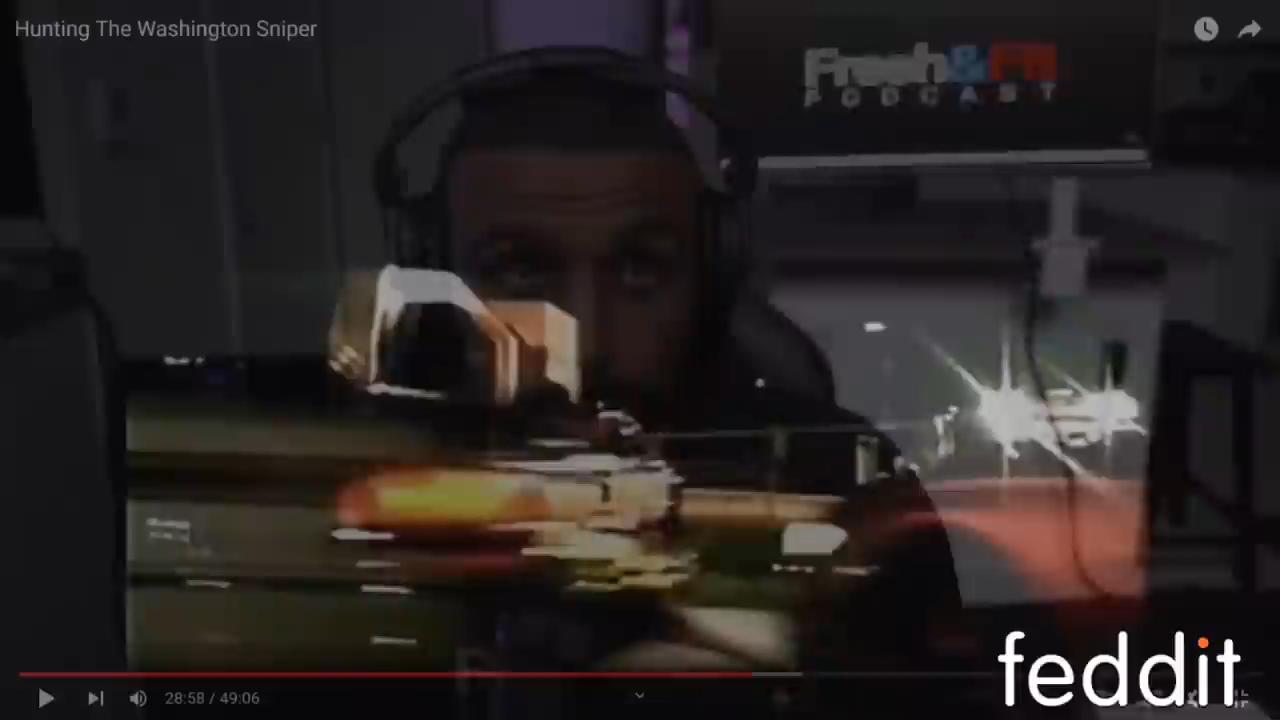 Hunting The Washington Sniper
Fresh&Fit
PODCAST
28:58 / 49:06
feddit